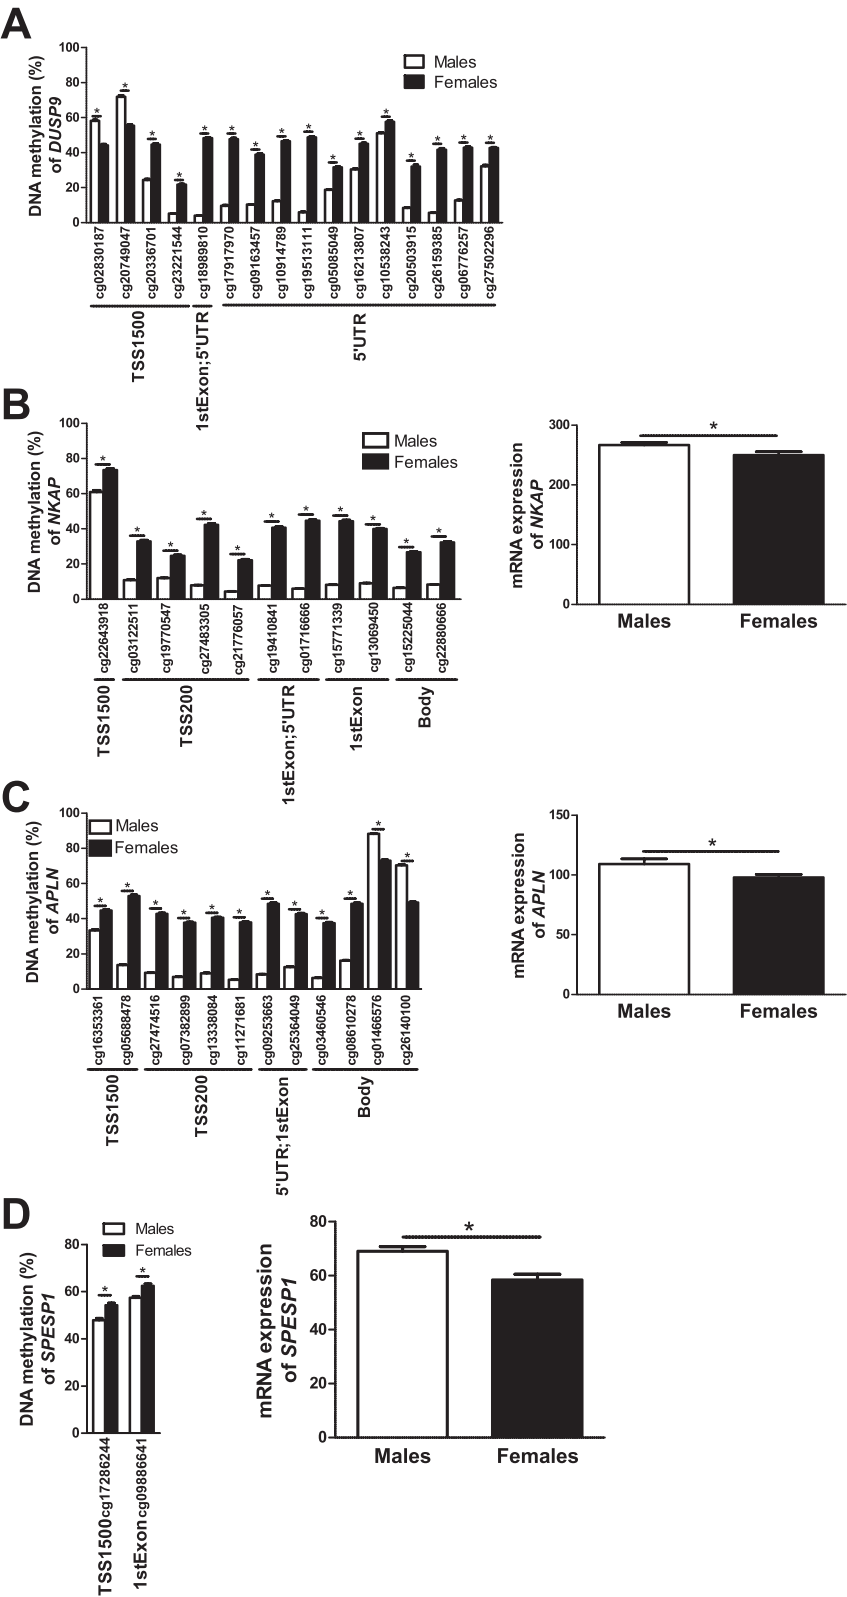 A
DNA methylation (%)
of DUSP9
100
80
60
40
20
0
Males
Females
* * * * * * * * * * * * * * * *
cg02830187
cg20749047
cg20336701
cg23221544
cg18989810
cg17917970
cg09163457
cg10914789
cg19513111
cg05085049
cg16213807
cg10538243
cg20503915
cg26159385
cg06776257
cg27502296
TSS1500
1stExon;5'UTR
5'UTR
B
DNA methylation (%)
of NKAP
100
80
60
40
20
0
Males
Females
* * * * * * * * * * *
cg22643918
cg03122511
cg19770547
cg27483305
cg21776057
cg19410841
cg01716666
cg15771339
cg13069450
cg15225044
cg22880666
TSS1500
TSS200
1stExon;5'UTR
1stExon
Body
mRNA expression
of NKAP
300
200
100
0
*
Males
Females
C
DNA methylation (%)
of APLN
100
80
60
40
20
0
Males
Females
* * * * * * * * * * * *
cg16353361
cg05688478
cg27474516
cg07382899
cg13338084
cg11271681
cg09253663
cg25364049
cg03460546
cg08610278
cg01466576
cg26140100
TSS1500
TSS200
5'UTR;1stExon
Body
mRNA expression
of APLN
150
100
50
0
*
Males
Females
D
DNA methylation (%)
of SPESP1
80
60
40
20
0
Males
Females
* *
TSS1500 cg17286244
1stExon cg09886641
mRNA expression
of SPESP1
80
60
40
20
0
*
Males
Females